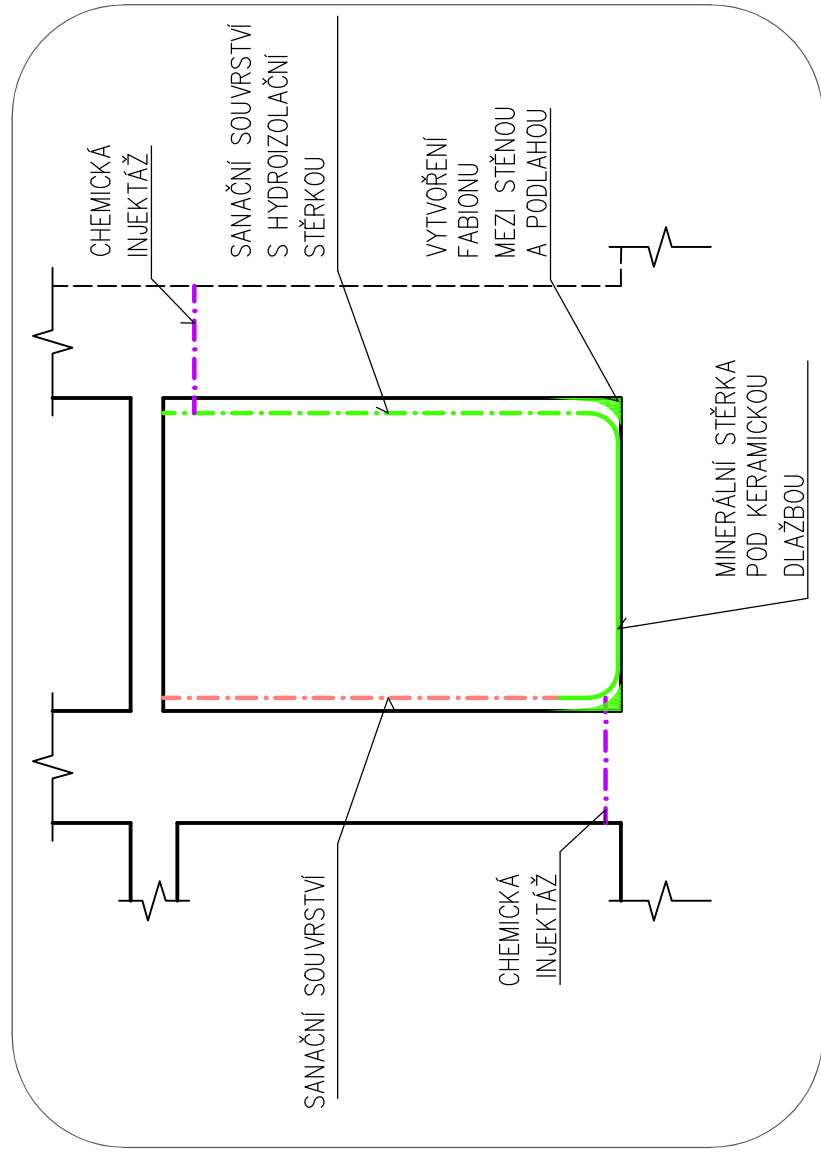 CHEMICKÁ
INJEKTÁŽ
SANAČNÍ SOUVRSTVÍ
S HYDROIZOLAČNÍ
STĚRKOU
VYTVOŘENÍ
FABIONU
MEZI STĚNOU
A PODLAHOU
MINERÁLNÍ STĚRKA
POD KERAMICKOU
DLAŽBOU
SANAČNÍ SOUVRSTVÍ
CHEMICKÁ
INJEKTÁŽ